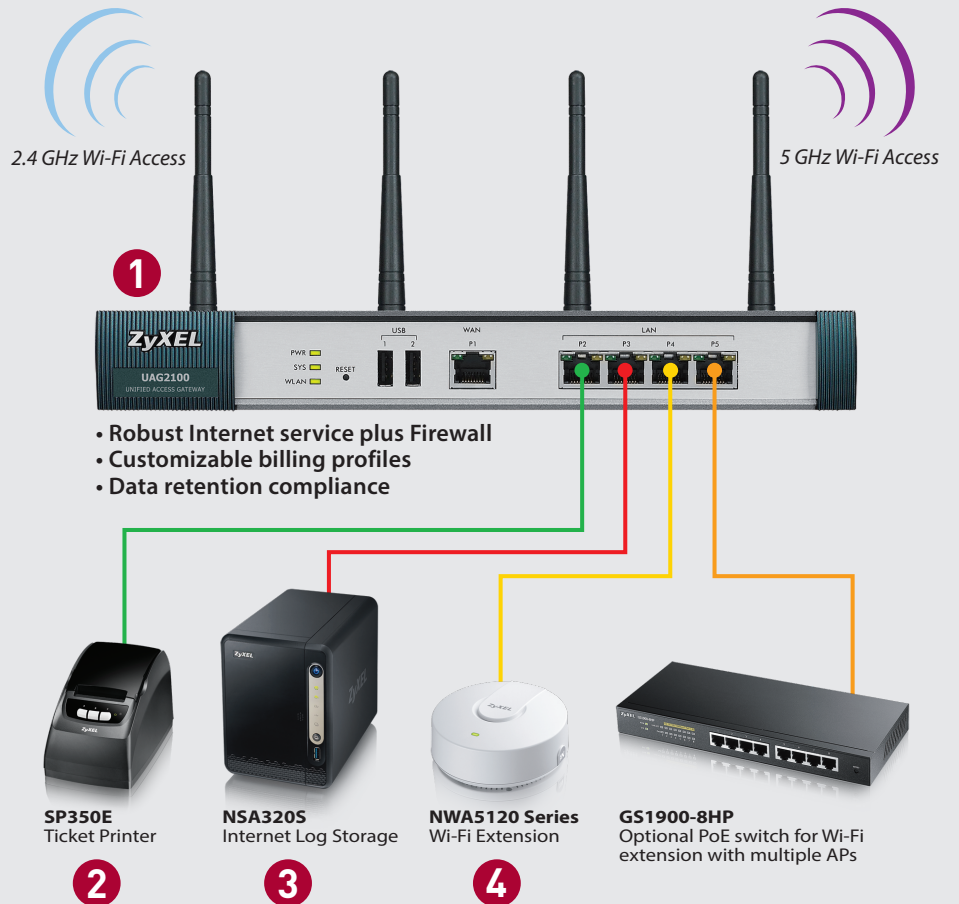 2.4 GHz Wi-Fi Access
5 GHz Wi-Fi Access
1
ZyXEL
UAG2100
UNIFIED ACCESS GATEWAY
PWR
SYS
WLAN
RESET
USB
1 2
WAN
P1
LAN
P2 P3 P4 P5
• Robust Internet service plus Firewall
• Customizable billing profiles
• Data retention compliance
ZyXEL
ZyXEL
ZyXEL
ZyXEL
ZyXEL
SP350E
Ticket Printer
NSA320S
Internet Log Storage
NWA5120 Series
Wi-Fi Extension
GS1900-8HP
Optional PoE switch for Wi-Fi
extension with multiple APs
2
3
4